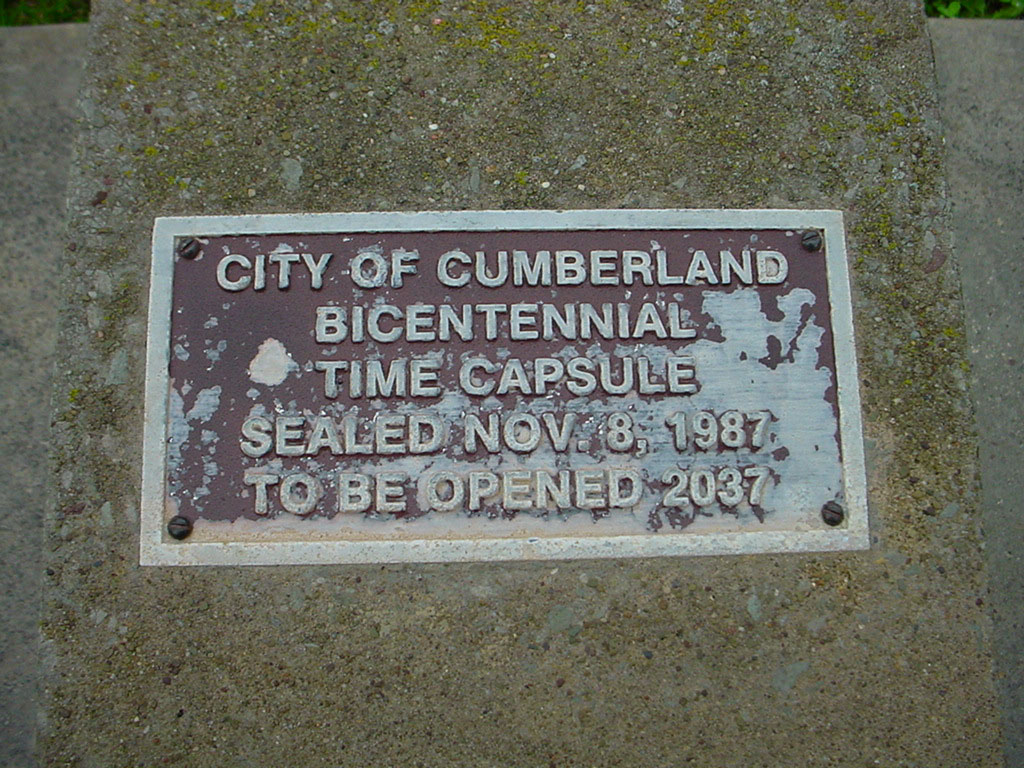 CITY OF CUMBERLAND
BICENTENNIAL
TIME CAPSULE
SEALED NOV. 8, 1987
TO BE OPENED 2037